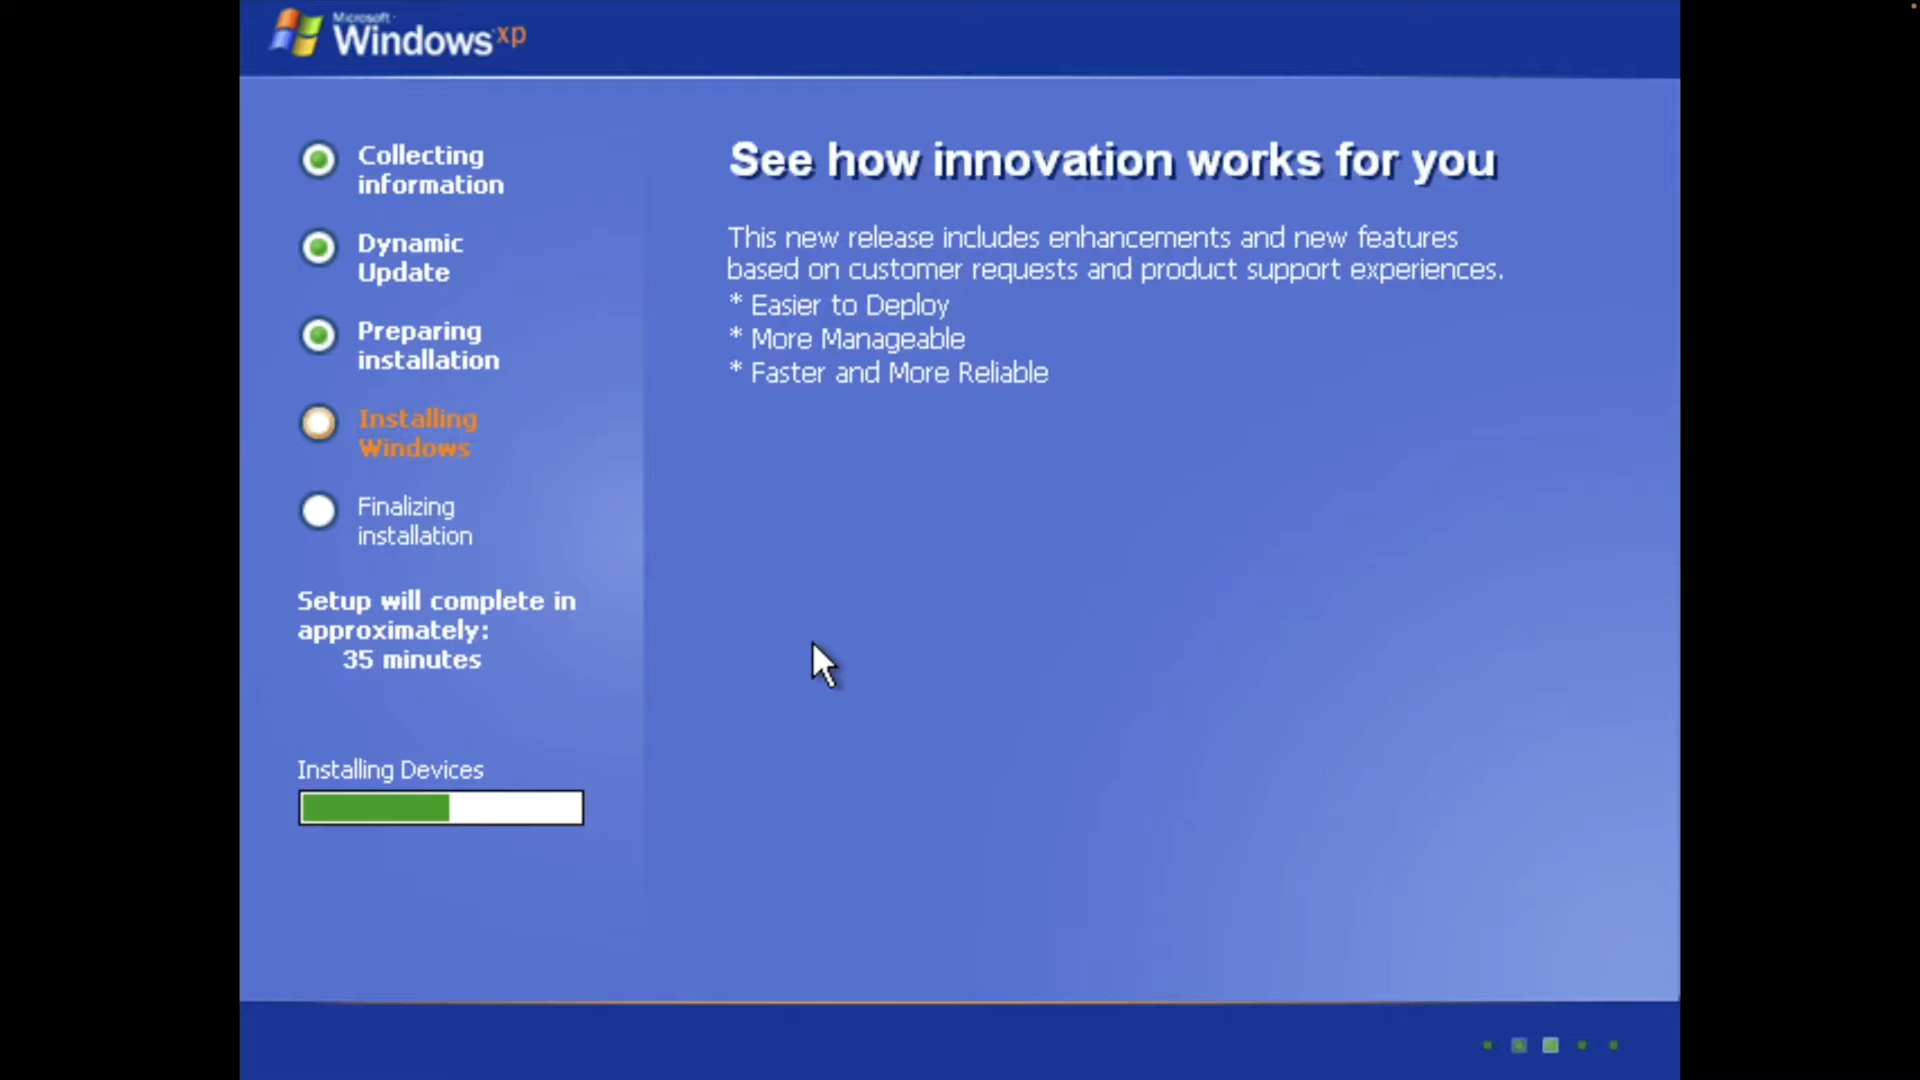 Microsoft
Windows xp
Collecting
information
Dynamic
Update
Preparing
installation
Installing
Windows
Finalizing
installation
Setup will complete in
approximately:
35 minutes
Installing Devices
See how innovation works for you
This new release includes enhancements and new features
based on customer requests and product support experiences.
* Easier to Deploy
* More Manageable
* Faster and More Reliable